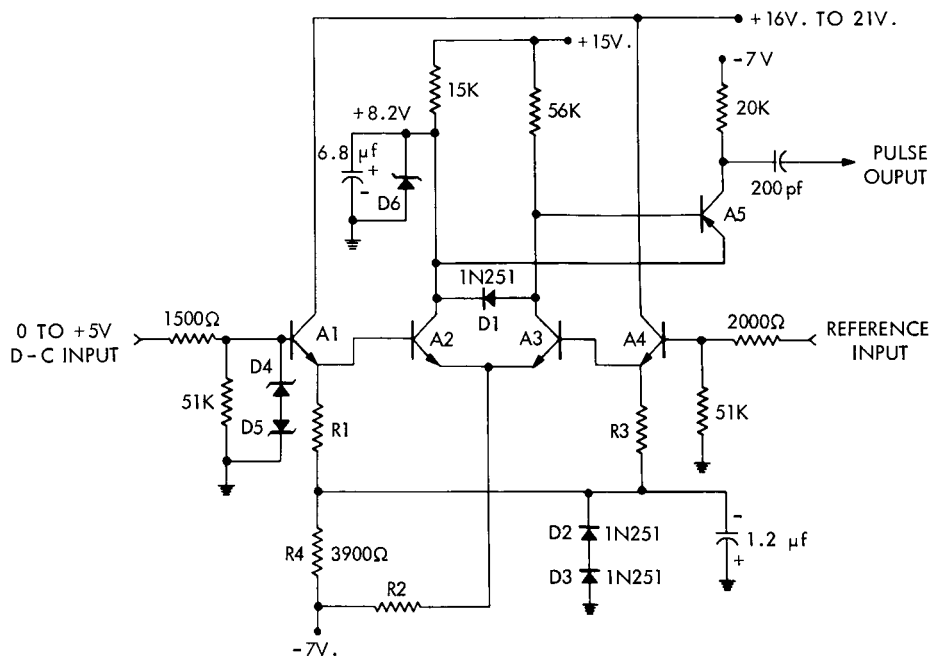 +16V. TO 21V.
+15V.
-7V
15K
56K
20K
+8.2V
6.8 μf
+
-
D6
PULSE
OUPUT
200 pf
A5
1N251
D1
0 TO +5V
D-C INPUT
1500Ω
A1
A2
A3
A4
2000Ω
REFERENCE
INPUT
51K
D4
D5
R1
R3
51K
R4
3900Ω
D2
1N251
D3
1N251
-
1.2 μf
+
R2
-7V.